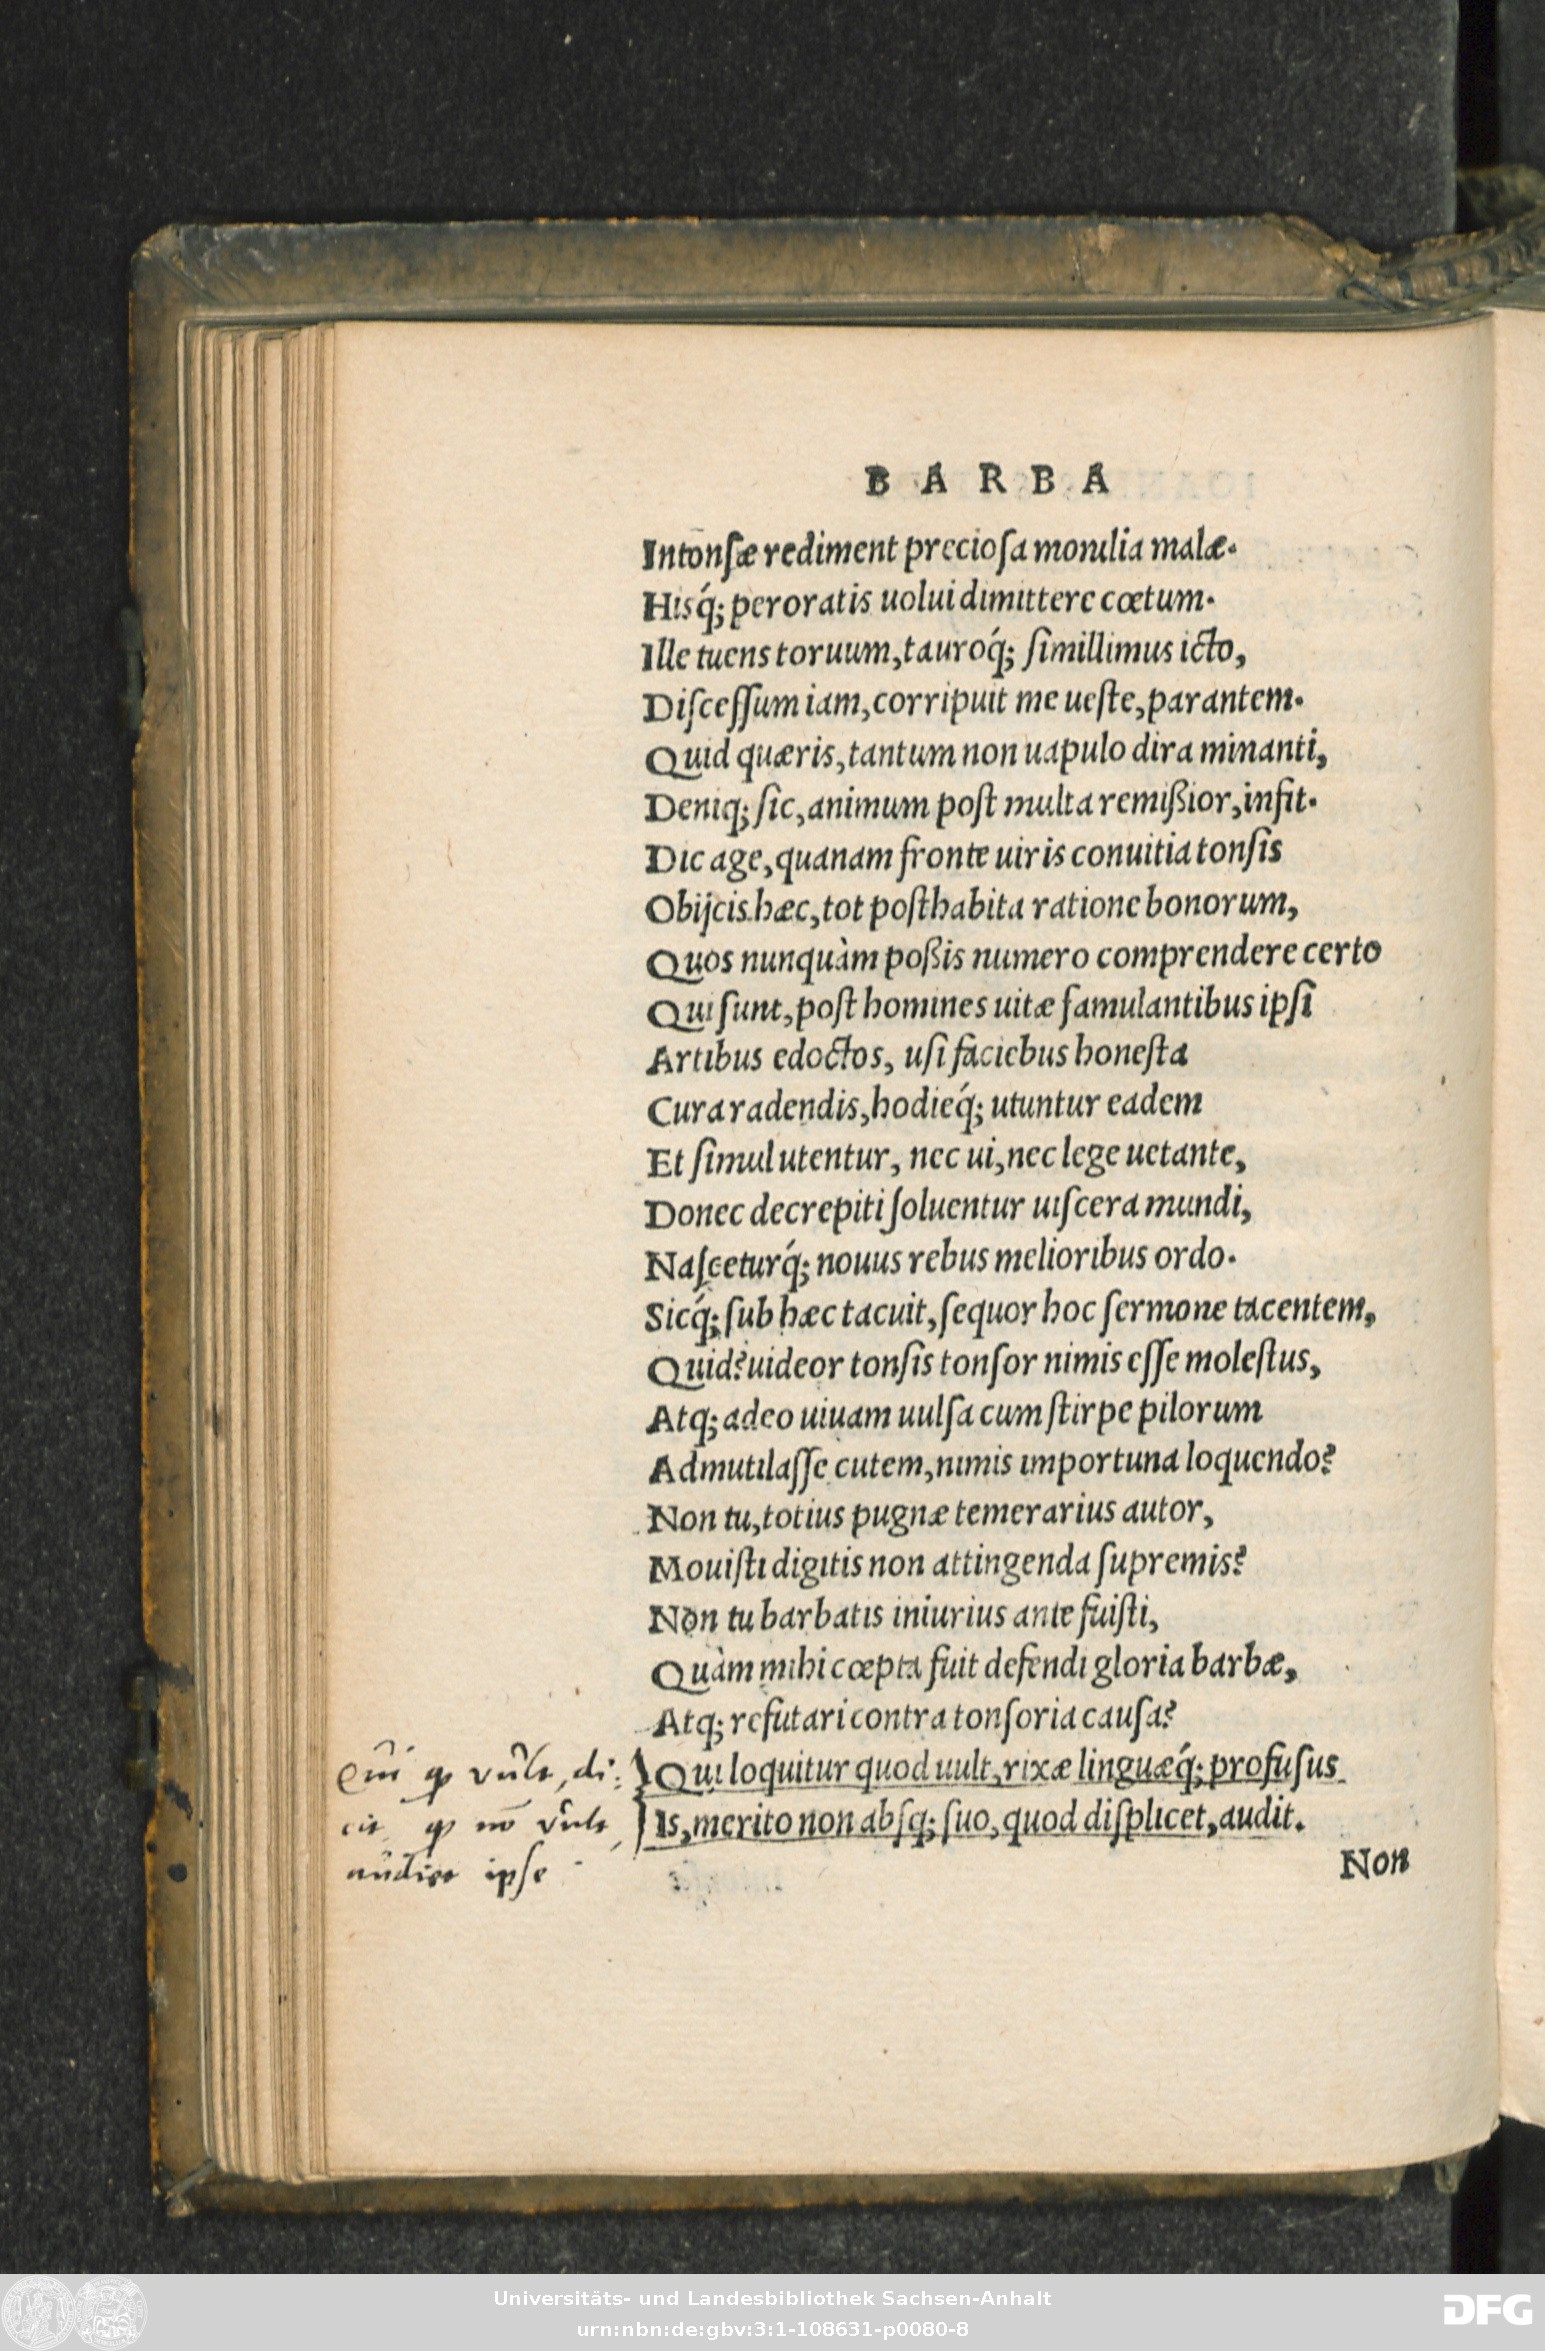 BARBA
Intonſæ rediment precioſa monilia malæ.
Hisq́; peroratis uolui dimittere cœtum.
Ille tuens toruum, tauroq́; ſimillimus icto,
Diſceſſum iam, corripuit me ueſte, parantem.
Quid quæris, tantum non uapulo dira minanti,
Deniq; ſic, animum poſt multa remißior, infit.
Dic age, quanam fronte uiris conuitia tonſis
Obijcis hæc, tot poſthabita ratione bonorum,
Quos nunquàm poßis numero comprendere certo
Qui ſunt, poſt homines uitæ famulantibus ipſi
Artibus edoctos, uſi faciebus honeſta
Cura radendis, hodieq́; utuntur eadem
Et ſimul utentur, nec ui, nec lege uetante,
Donec decrepiti ſoluentur uiſcera mundi,
Naſceturq́; nouus rebus melioribus ordo.
Sicq́; ſub hæc tacuit, ſequor hoc ſermone tacentem,
Quid? uideor tonſis tonſor nimis eſſe moleſtus,
Atq; adeo uiuam uulſa cum ſtirpe pilorum
Admutilaſſe cutem, nimis importuna loquendo?
Non tu, totius pugnæ temerarius autor,
Mouiſti digitis non attingenda ſupremis?
Non tu barbatis iniurius ante fuiſti,
Quàm mihi cœpta fuit defendi gloria barbæ,
Atq; refutari contra tonſoria cauſa?
Qui loquitur quod uult, rixæ linguæq́; profuſus
Is, merito non abſq; ſuo, quod diſplicet, audit.
Non
Qui ꝙ vult, di:
cit ꝙ nō vult
audiet ipſe
Universitäts- und Landesbibliothek Sachsen-Anhalt
urn:nbn:de:gbv:3:1-108631-p0080-8
DFG